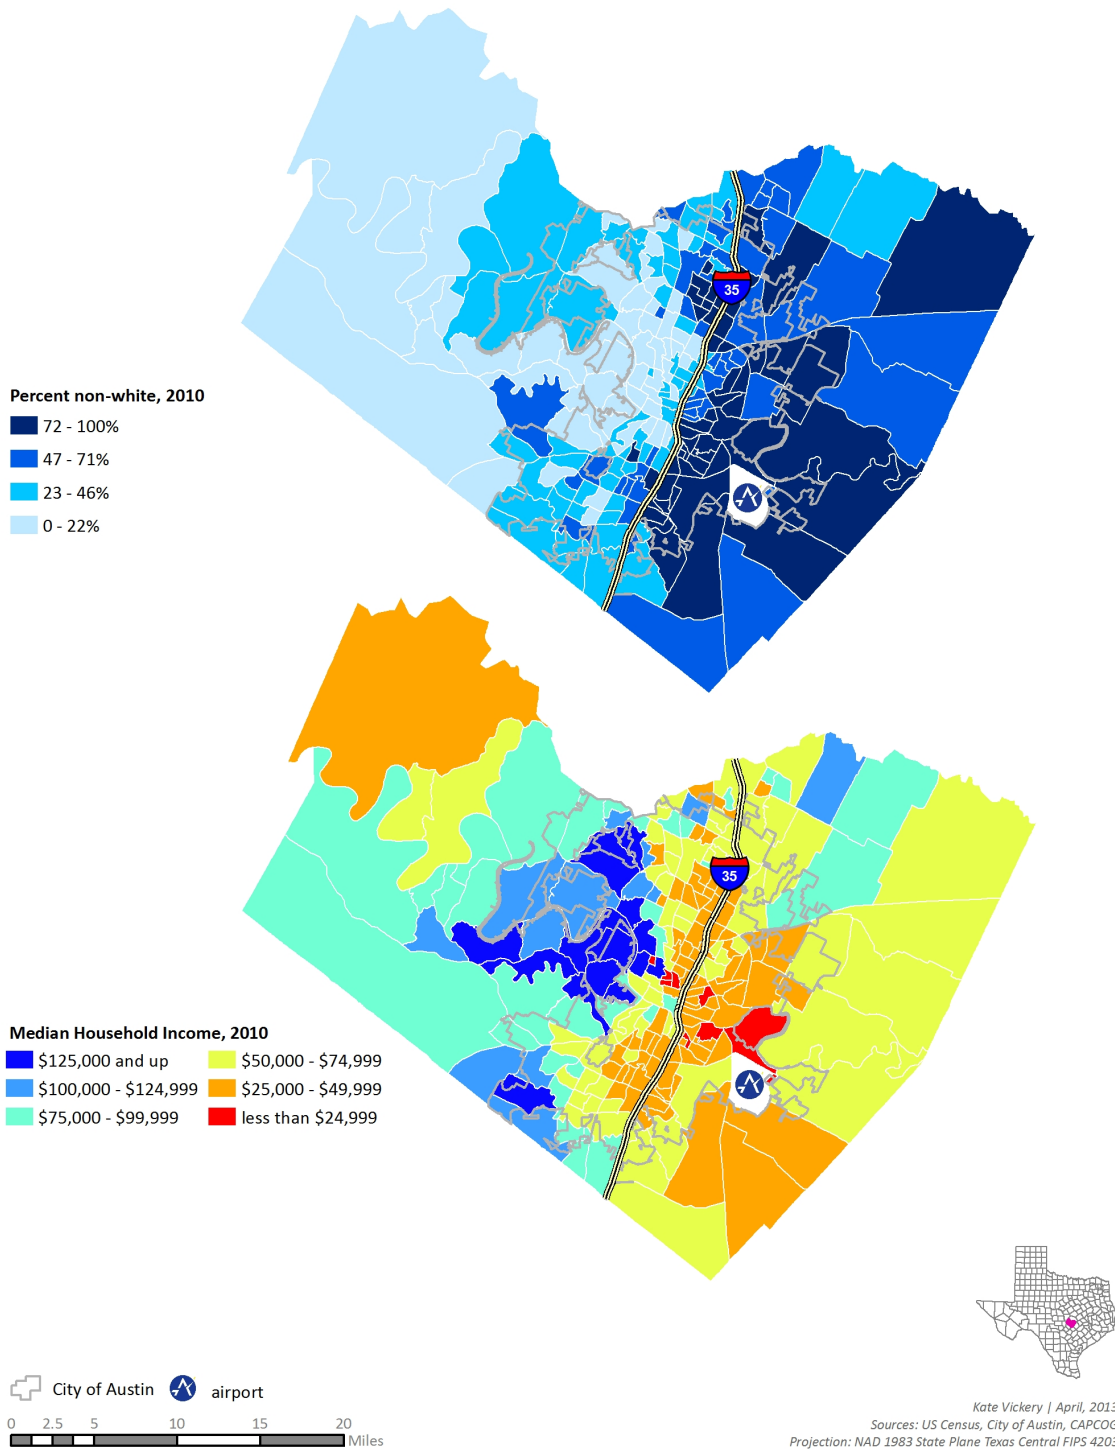 35
Percent non-white, 2010
72 - 100%
47 - 71%
23 - 46%
0 - 22%
35
Median Household Income, 2010
$125,000 and up
$50,000 - $74,999
$100,000 - $124,999
$25,000 - $49,999
$75,000 - $99,999
less than $24,999
City of Austin
airport
0 2.5 5 10 15 20
Miles
Kate Vickery | April, 2013
Sources: US Census, City of Austin, CAPCOG
Projection: NAD 1983 State Plane Texas Central FIPS 4203